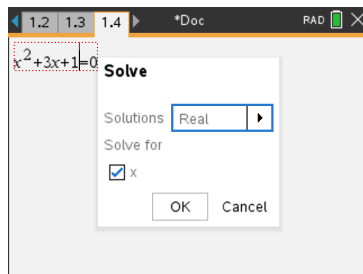 1.2 1.3 1.4 *Doc RAD
x²+3x+1=0
Solve
Solutions Real
Solve for
x
OK Cancel